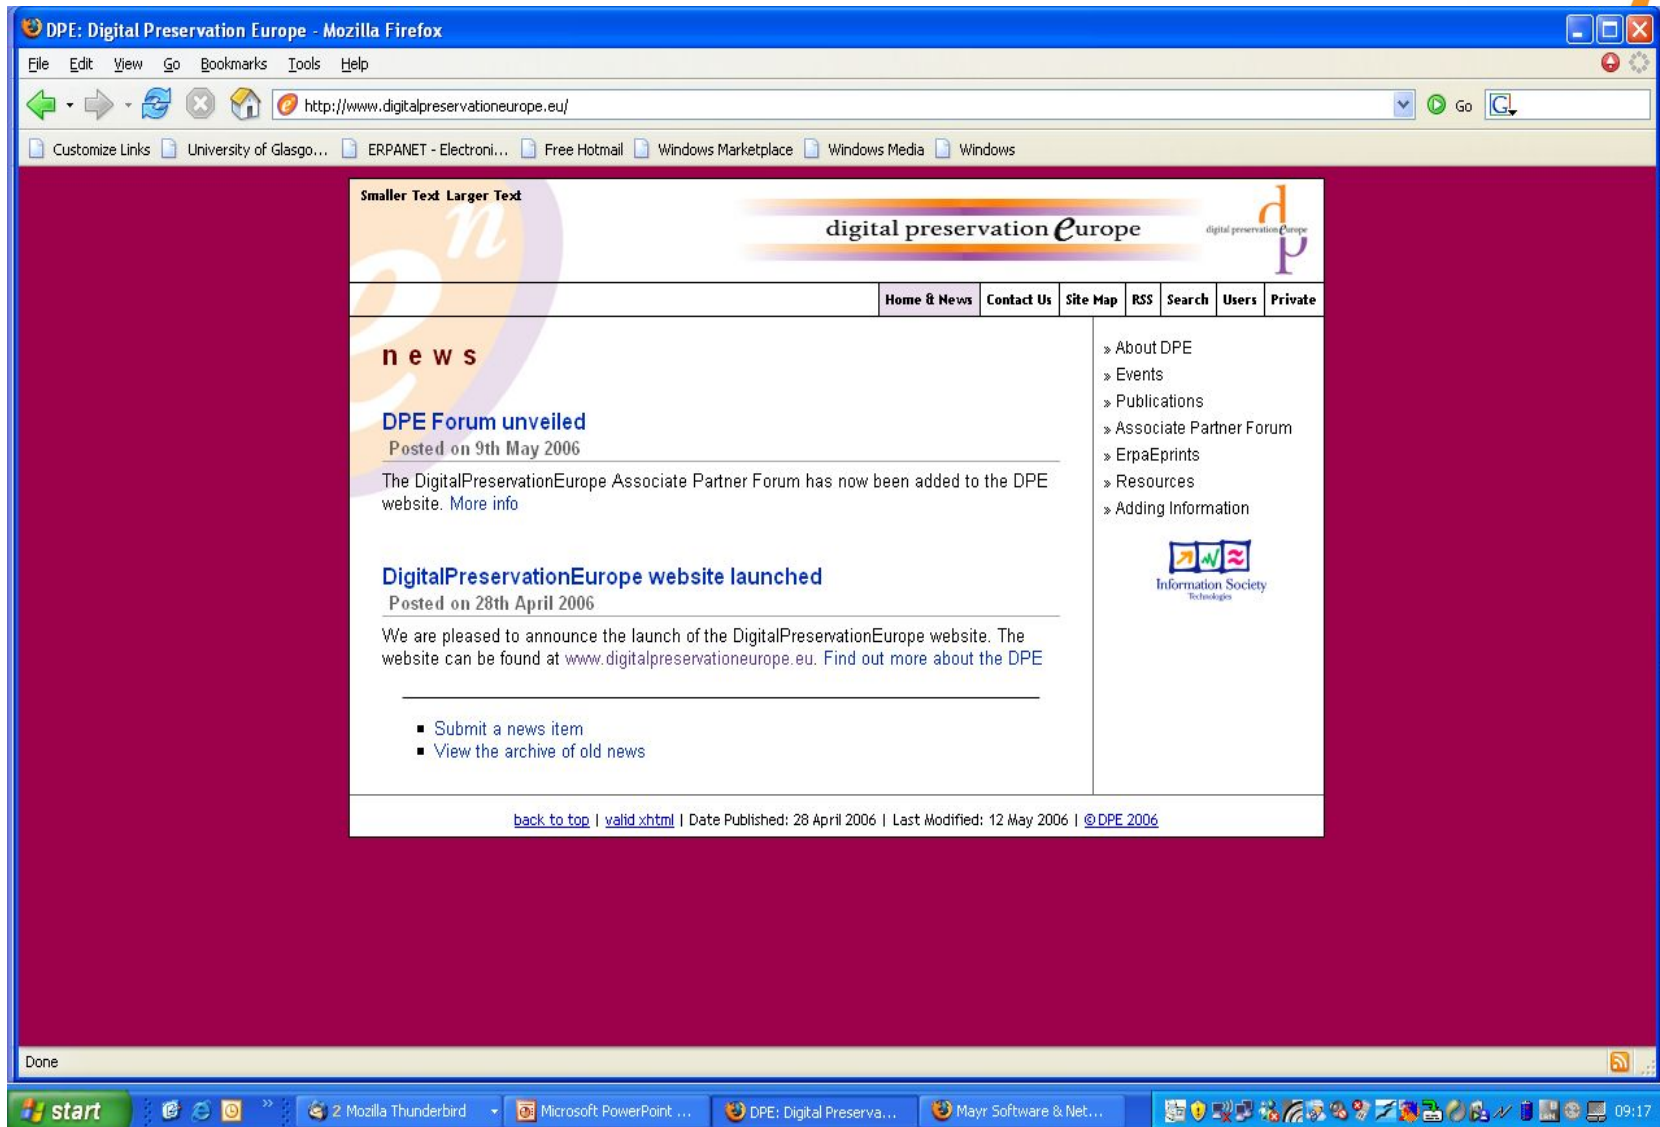 DPE: Digital Preservation Europe - Mozilla Firefox
File Edit View Go Bookmarks Tools Help
http://www.digitalpreservationeurope.eu/ Go
Customize Links University of Glasgo... ERPANET - Electroni... Free Hotmail Windows Marketplace Windows Media Windows
Smaller Text Larger Text
en
digital preservation europe
d
digital preservation europe
p
Home & News Contact Us Site Map RSS Search Users Private
news
DPE Forum unveiled
Posted on 9th May 2006
The DigitalPreservationEurope Associate Partner Forum has now been added to the DPE
website. More info
DigitalPreservationEurope website launched
Posted on 28th April 2006
We are pleased to announce the launch of the DigitalPreservationEurope website. The
website can be found at www.digitalpreservationeurope.eu. Find out more about the DPE
Submit a news item
View the archive of old news
» About DPE
» Events
» Publications
» Associate Partner Forum
» ErpaEprints
» Resources
» Adding Information
Information Society
Technologies
back to top | valid xhtml | Date Published: 28 April 2006 | Last Modified: 12 May 2006 | © DPE 2006
Done
start 2 Mozilla Thunderbird Microsoft PowerPoint ... DPE: Digital Preserva... Mayr Software & Net... 09:17